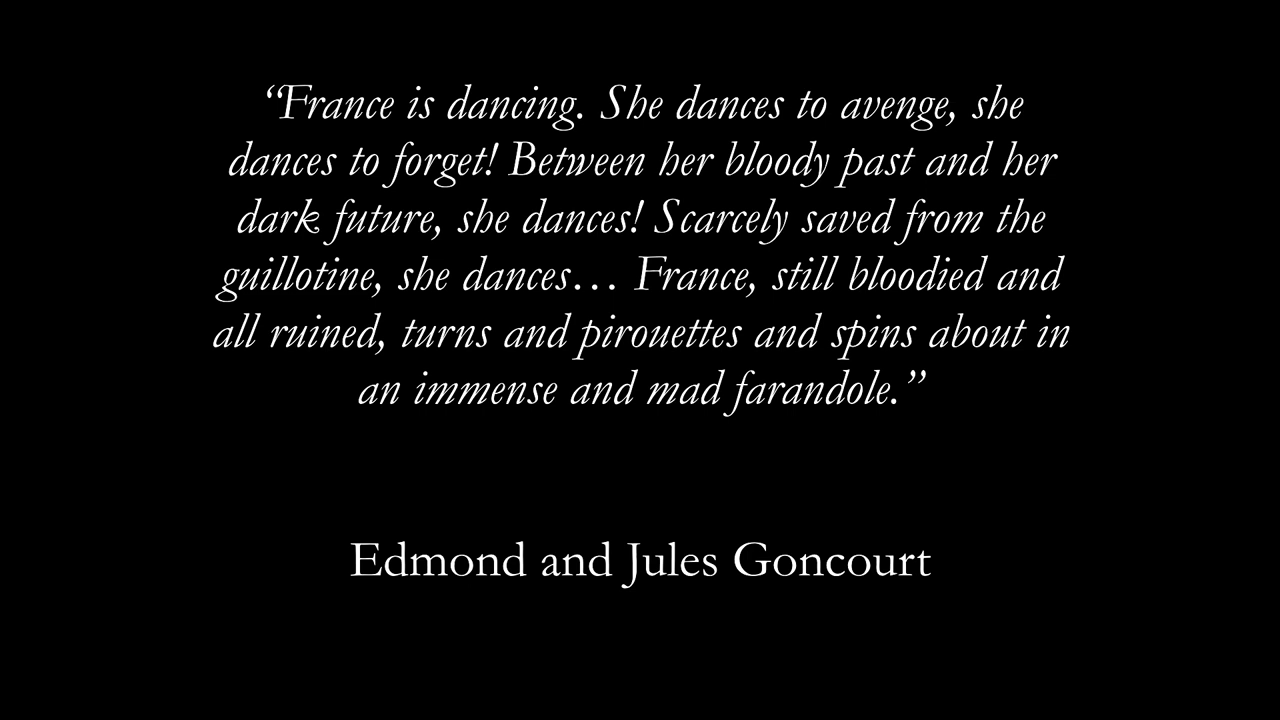 “France is dancing. She dances to avenge, she
dances to forget! Between her bloody past and her
dark future, she dances! Scarcely saved from the
guillotine, she dances… France, still bloodied and
all ruined, turns and pirouettes and spins about in
an immense and mad farandole.”
Edmond and Jules Goncourt